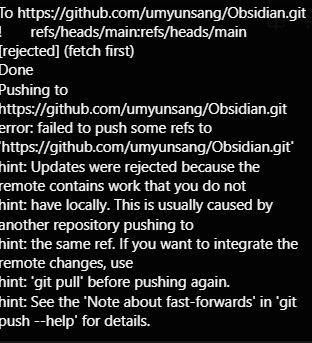 To https://github.com/umyunsang/Obsidian.git
! refs/heads/main:refs/heads/main
[rejected] (fetch first)
Done
Pushing to
https://github.com/umyunsang/Obsidian.git
error: failed to push some refs to
'https://github.com/umyunsang/Obsidian.git'
hint: Updates were rejected because the
remote contains work that you do not
hint: have locally. This is usually caused by
another repository pushing to
hint: the same ref. If you want to integrate the
remote changes, use
hint: 'git pull' before pushing again.
hint: See the 'Note about fast-forwards' in 'git
push --help' for details.